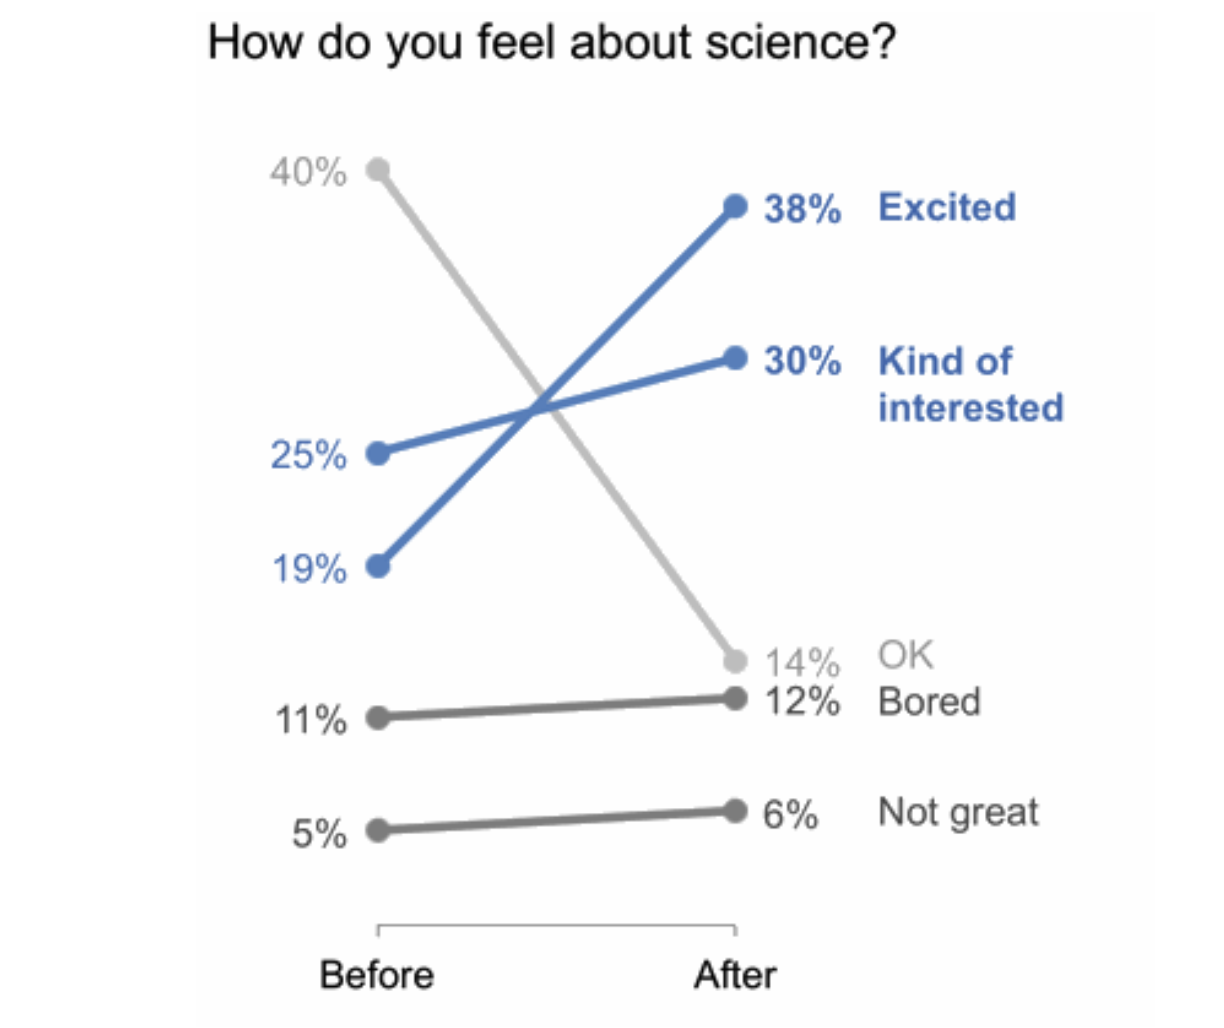 How do you feel about science?
40%
38% Excited
30% Kind of
interested
25%
19%
14% OK
12% Bored
11%
6% Not great
5%
Before After